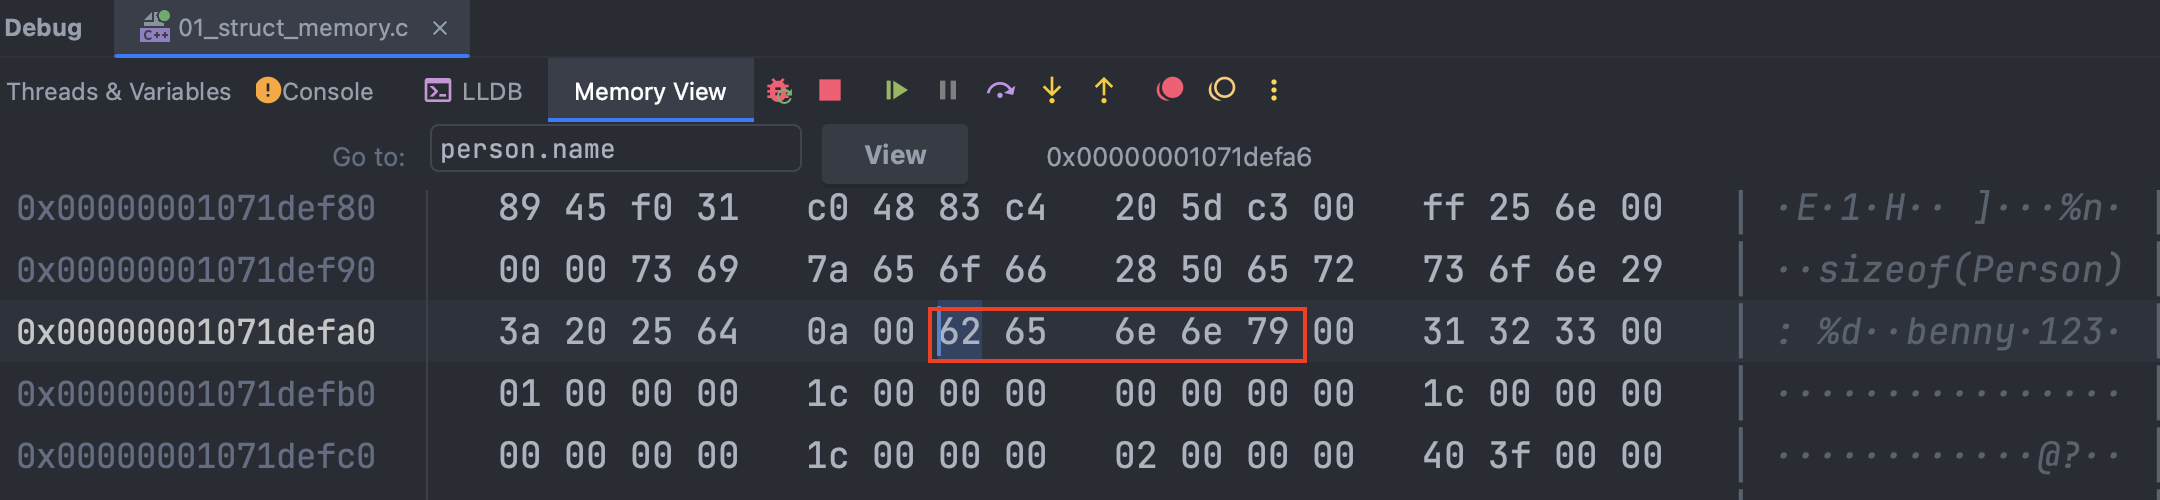 Debug 01_struct_memory.c ×
C++
Threads & Variables ! Console LLDB Memory View
Go to: person.name View 0x00000001071defa6
0x00000001071def80 89 45 f0 31 c0 48 83 c4 20 5d c3 00 ff 25 6e 00 ·E·1·H·· ]···%n·
0x00000001071def90 00 00 73 69 7a 65 6f 66 28 50 65 72 73 6f 6e 29 ··sizeof(Person)
0x00000001071defa0 3a 20 25 64 0a 00 62 65 6e 6e 79 00 31 32 33 00 : %d··benny·123·
0x00000001071defb0 01 00 00 00 1c 00 00 00 00 00 00 00 1c 00 00 00 ················
0x00000001071defc0 00 00 00 00 1c 00 00 00 02 00 00 00 40 3f 00 00 ············@?··